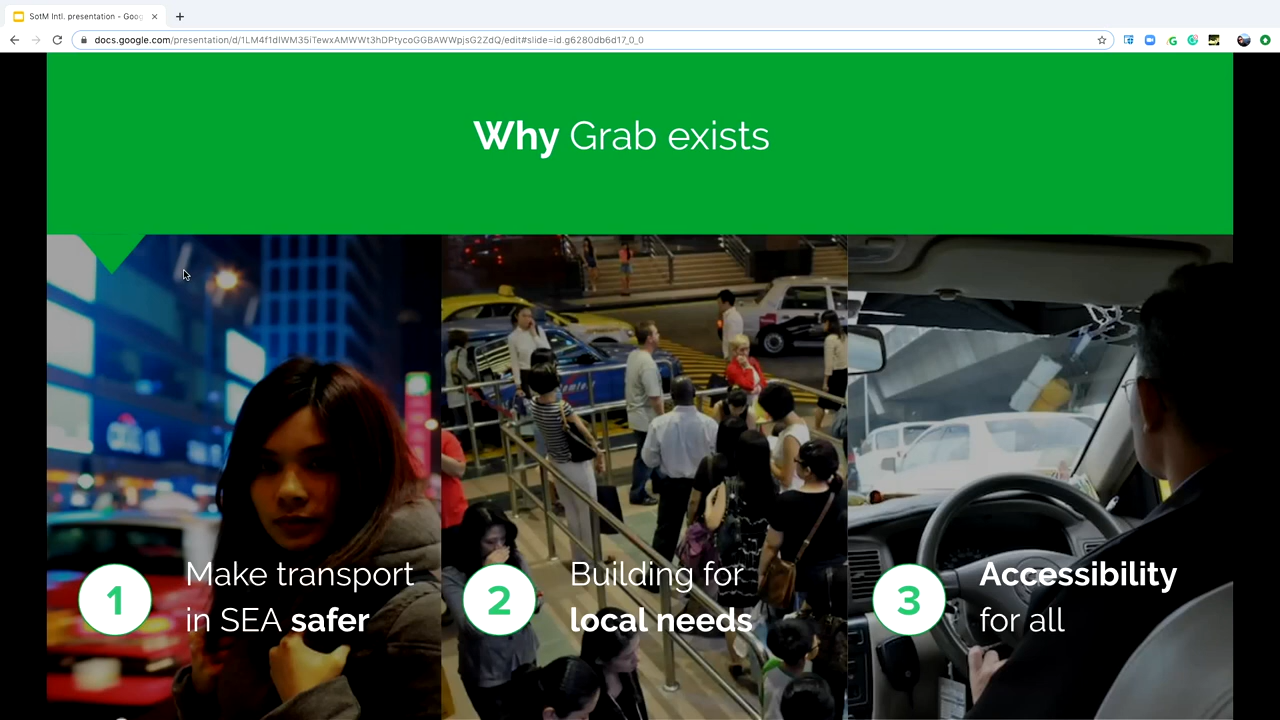 SotM Intl. presentation - Goog
docs.google.com/presentation/d/1LM4f1dIWM35iTewxAMWWt3hDPtycoGGBAWWpjsG2ZdQ/edit#slide=id.g6280db6d17_0_0
Why Grab exists
1
Make transport
in SEA safer
2
Building for
local needs
3
Accessibility
for all